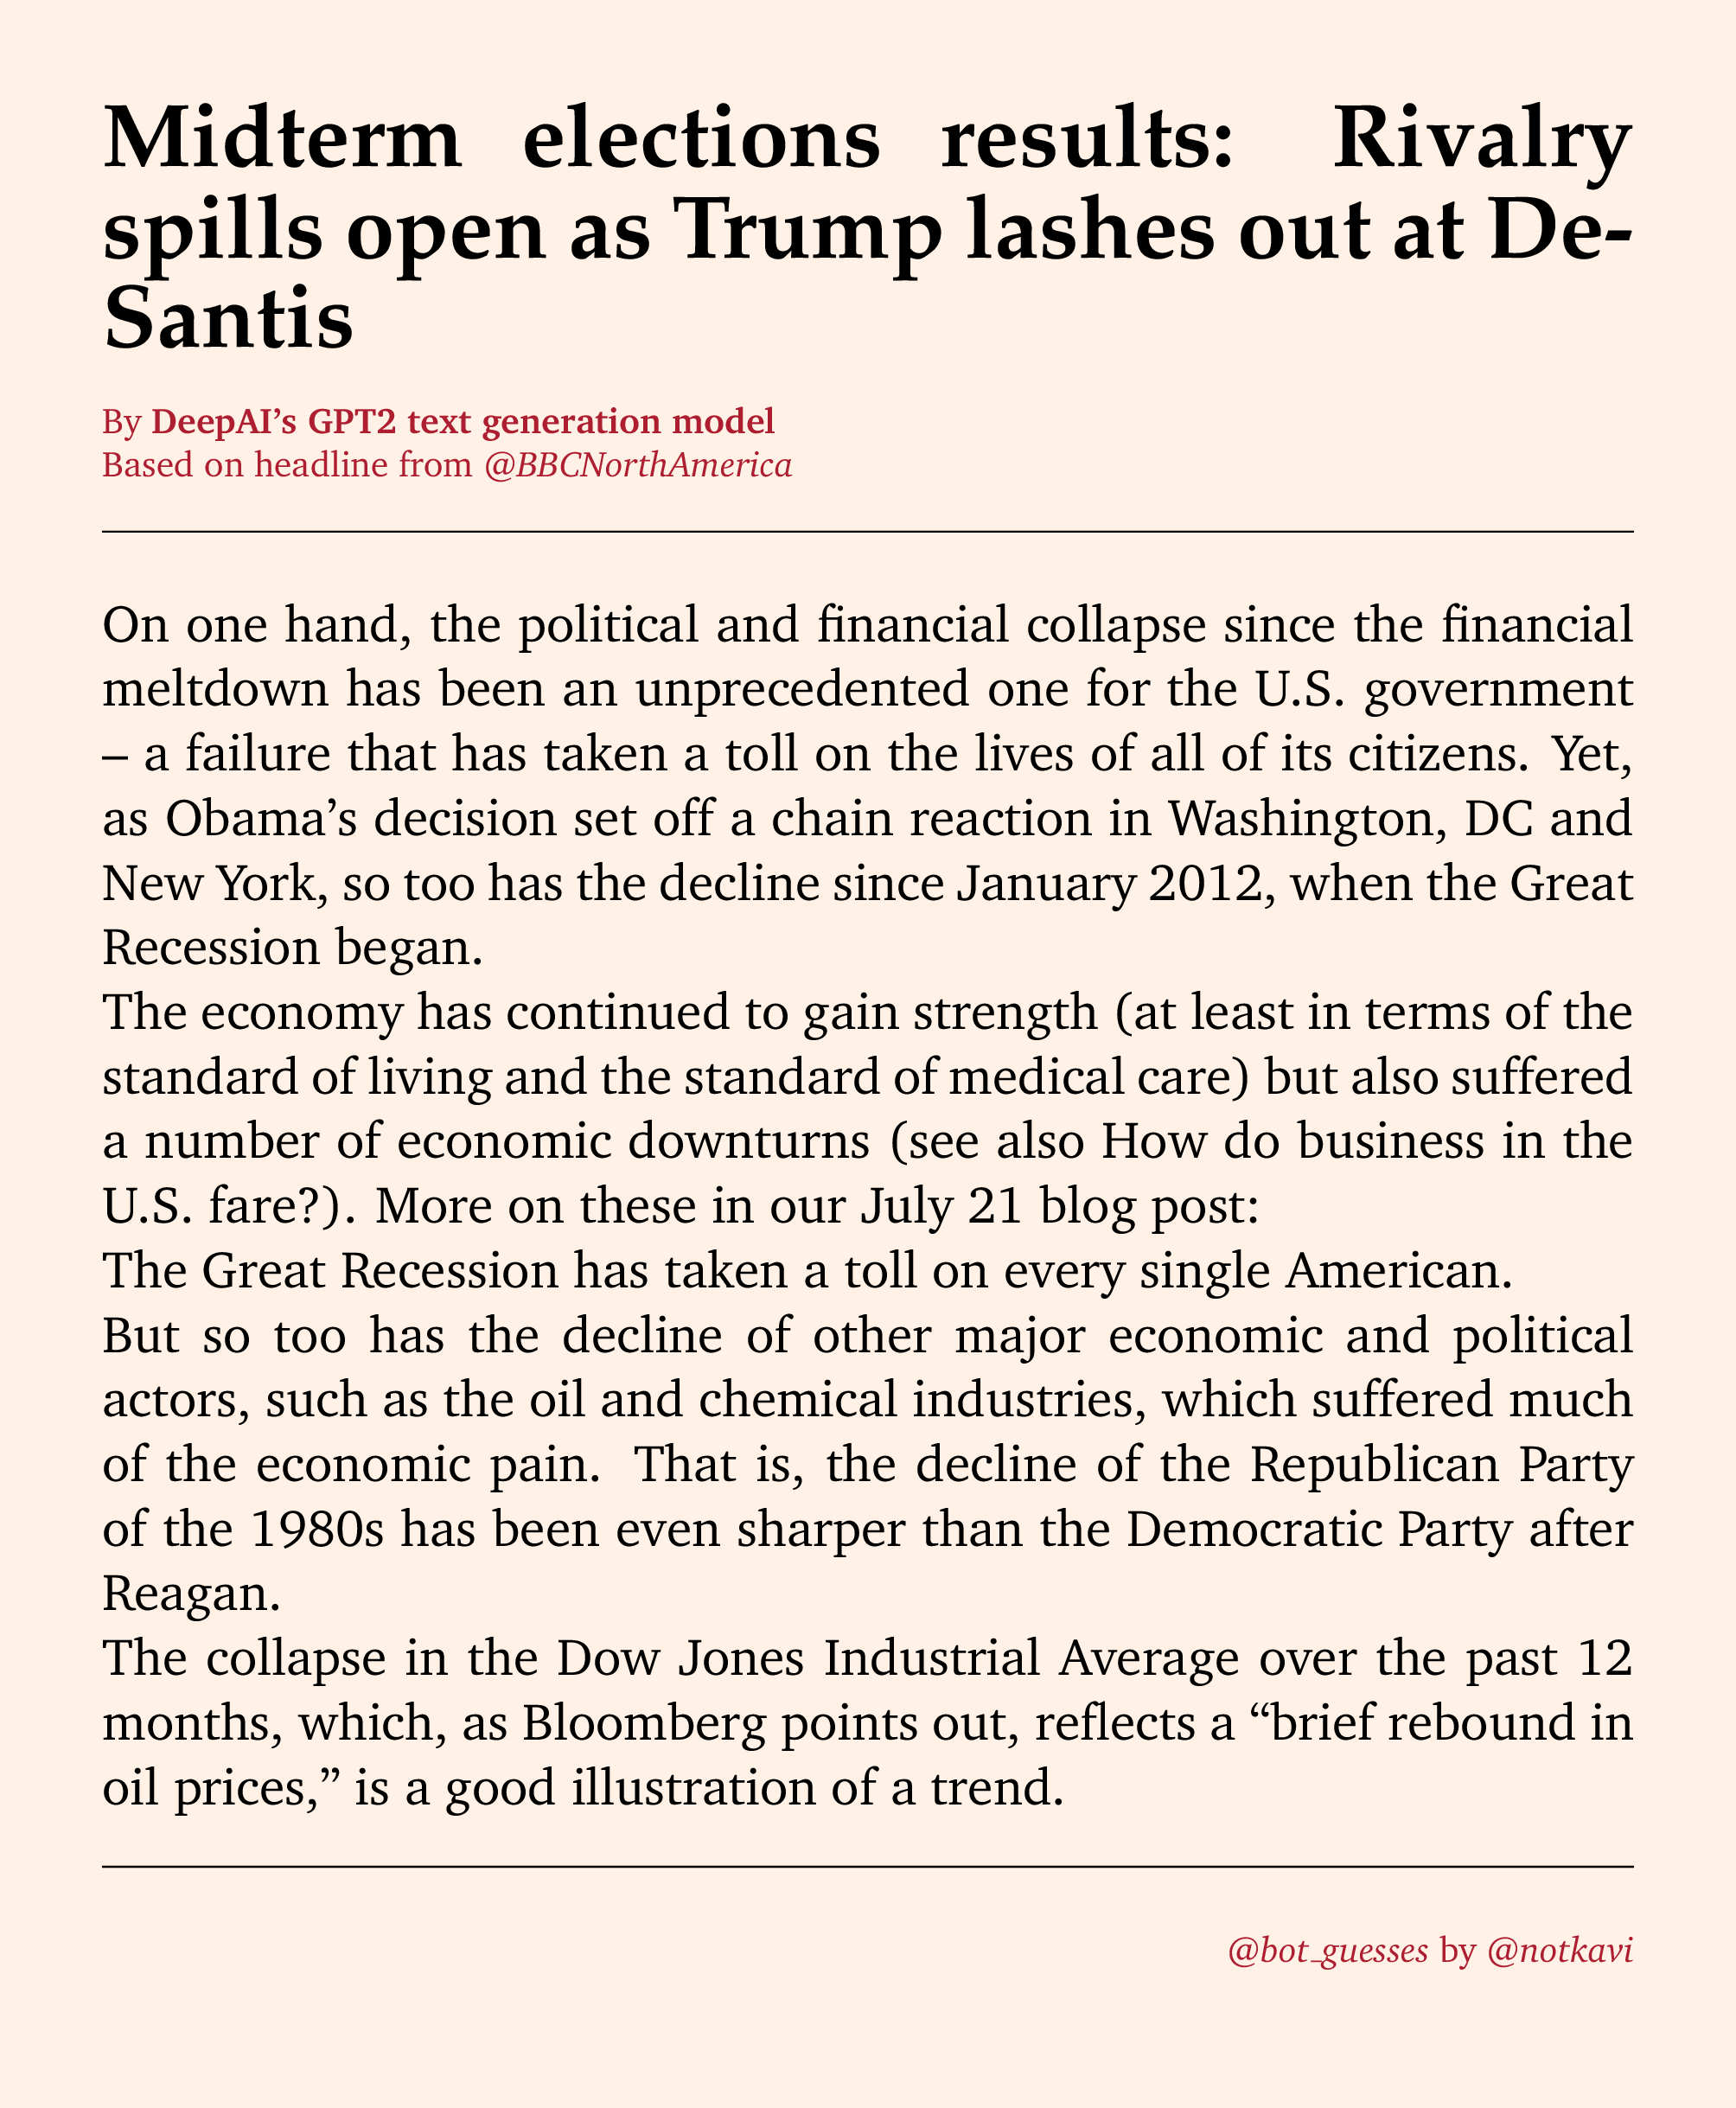 Midterm elections results: Rivalry
spills open as Trump lashes out at De-
Santis
By DeepAI's GPT2 text generation model
Based on headline from @BBCNorthAmerica
On one hand, the political and financial collapse since the financial
meltdown has been an unprecedented one for the U.S. government
– a failure that has taken a toll on the lives of all of its citizens. Yet,
as Obama's decision set off a chain reaction in Washington, DC and
New York, so too has the decline since January 2012, when the Great
Recession began.
The economy has continued to gain strength (at least in terms of the
standard of living and the standard of medical care) but also suffered
a number of economic downturns (see also How do business in the
U.S. fare?). More on these in our July 21 blog post:
The Great Recession has taken a toll on every single American.
But so too has the decline of other major economic and political
actors, such as the oil and chemical industries, which suffered much
of the economic pain. That is, the decline of the Republican Party
of the 1980s has been even sharper than the Democratic Party after
Reagan.
The collapse in the Dow Jones Industrial Average over the past 12
months, which, as Bloomberg points out, reflects a “brief rebound in
oil prices,” is a good illustration of a trend.
@bot_guesses by @notkavi